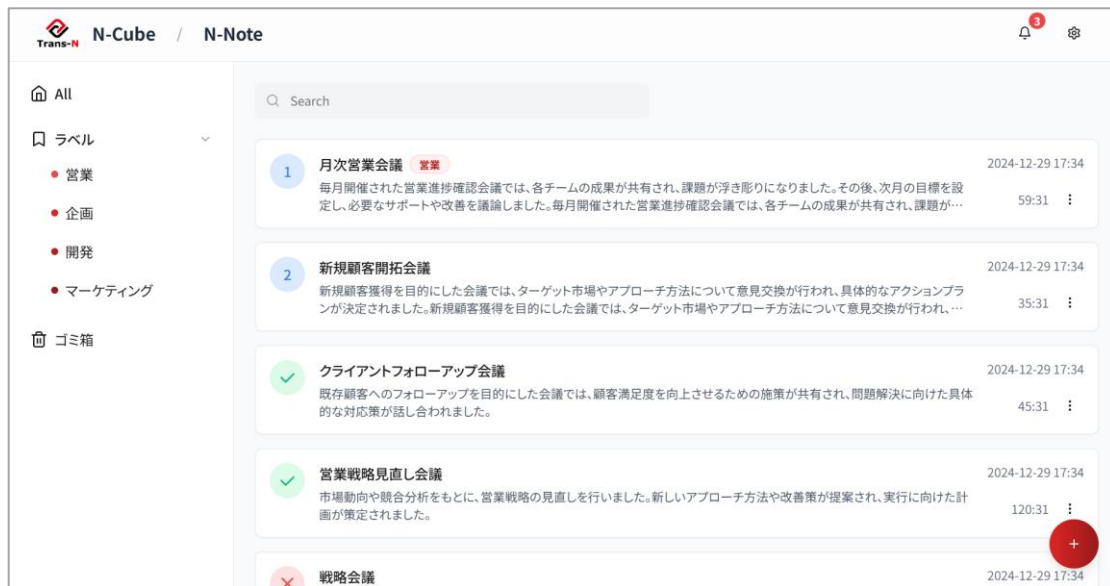 Trans-N N-Cube / N-Note 3
All
ラベル
営業
企画
開発
マーケティング
ゴミ箱
Search
1 月次営業会議 営業 2024-12-29 17:34
毎月開催された営業進捗確認会議では、各チームの成果が共有され、課題が浮き彫りになりました。その後、次月の目標を設
定し、必要なサポートや改善を議論しました。毎月開催された営業進捗確認会議では、各チームの成果が共有され、課題が… 59:31
2 新規顧客開拓会議 2024-12-29 17:34
新規顧客獲得を目的にした会議では、ターゲット市場やアプローチ方法について意見交換が行われ、具体的なアクションプラ
ンが決定されました。新規顧客獲得を目的にした会議では、ターゲット市場やアプローチ方法について意見交換が行われ、… 35:31
クライアントフォローアップ会議 2024-12-29 17:34
既存顧客へのフォローアップを目的にした会議では、顧客満足度を向上させるための施策が共有され、問題解決に向けた具体
的な対応策が話し合われました。 45:31
営業戦略見直し会議 2024-12-29 17:34
市場動向や競合分析をもとに、営業戦略の見直しを行いました。新しいアプローチ方法や改善策が提案され、実行に向けた計
画が策定されました。 120:31
戦略会議 2024-12-29 17:34